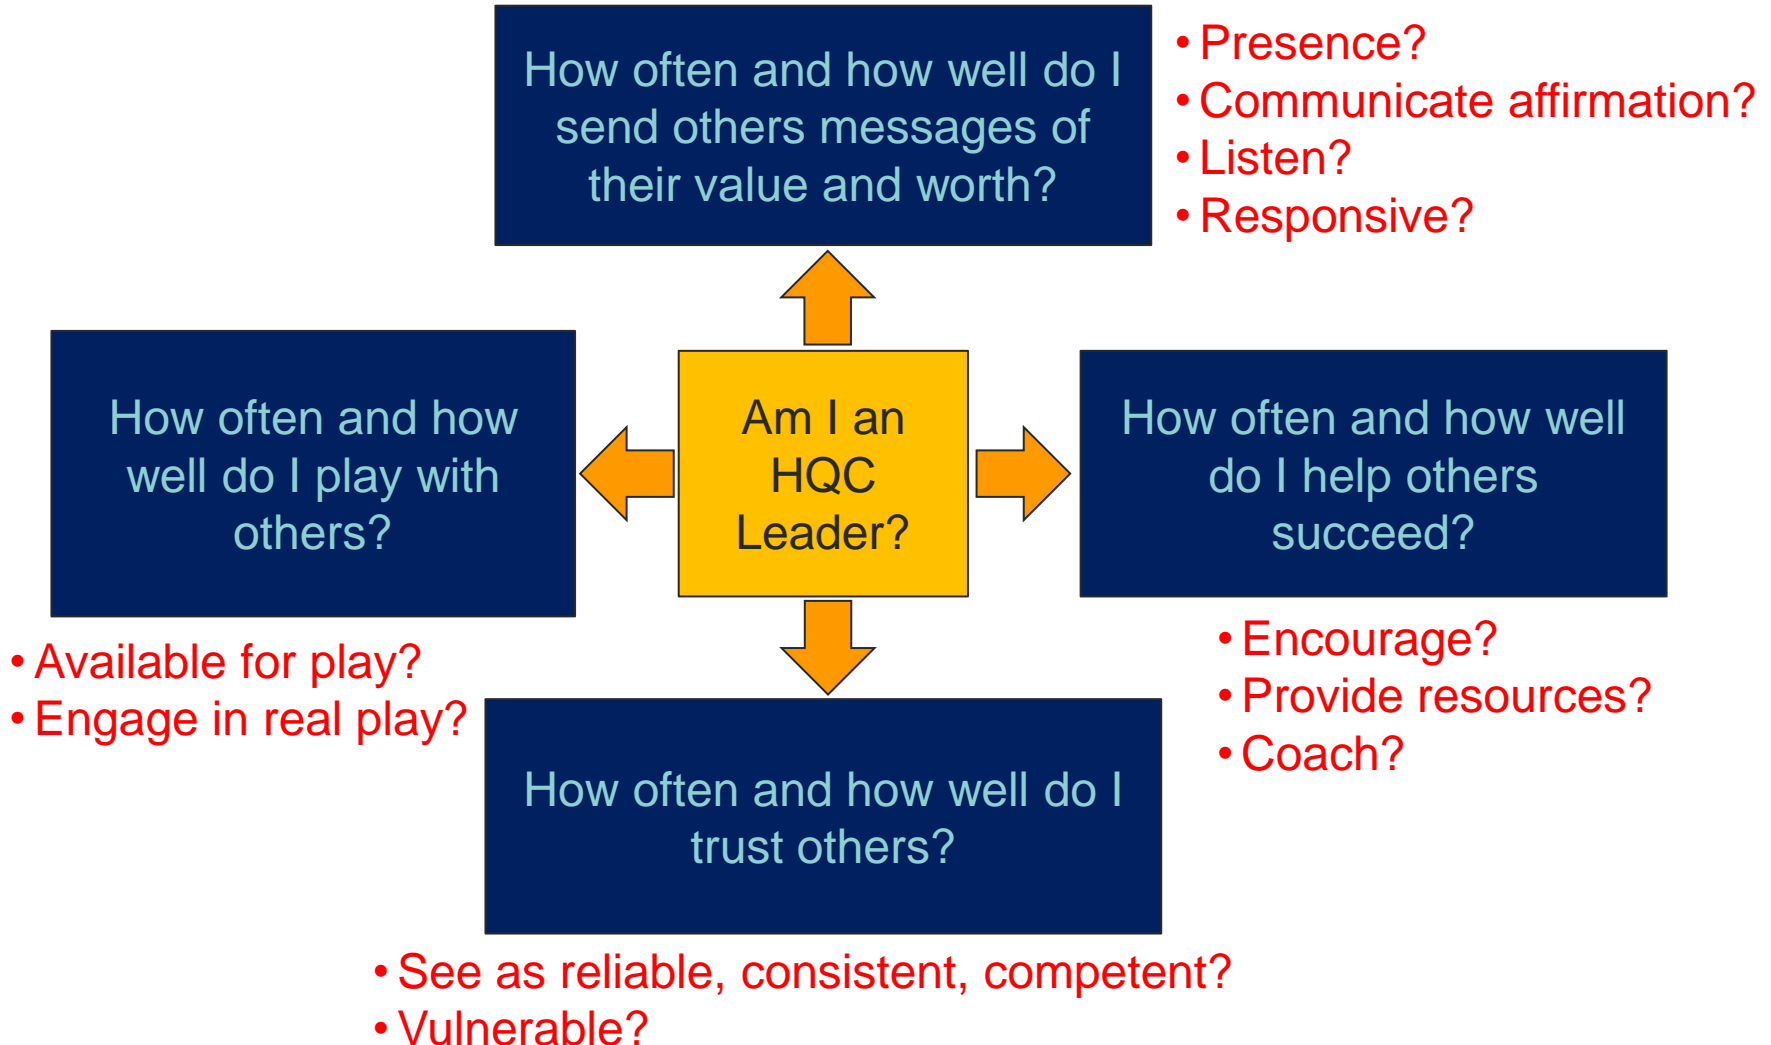 How often and how well do I
send others messages of
their value and worth?
• Presence?
• Communicate affirmation?
• Listen?
• Responsive?
How often and how
well do I play with
others?
• Available for play?
• Engage in real play?
Am I an
HQC
Leader?
How often and how well
do I help others
succeed?
• Encourage?
• Provide resources?
• Coach?
How often and how well do I
trust others?
• See as reliable, consistent, competent?
• Vulnerable?